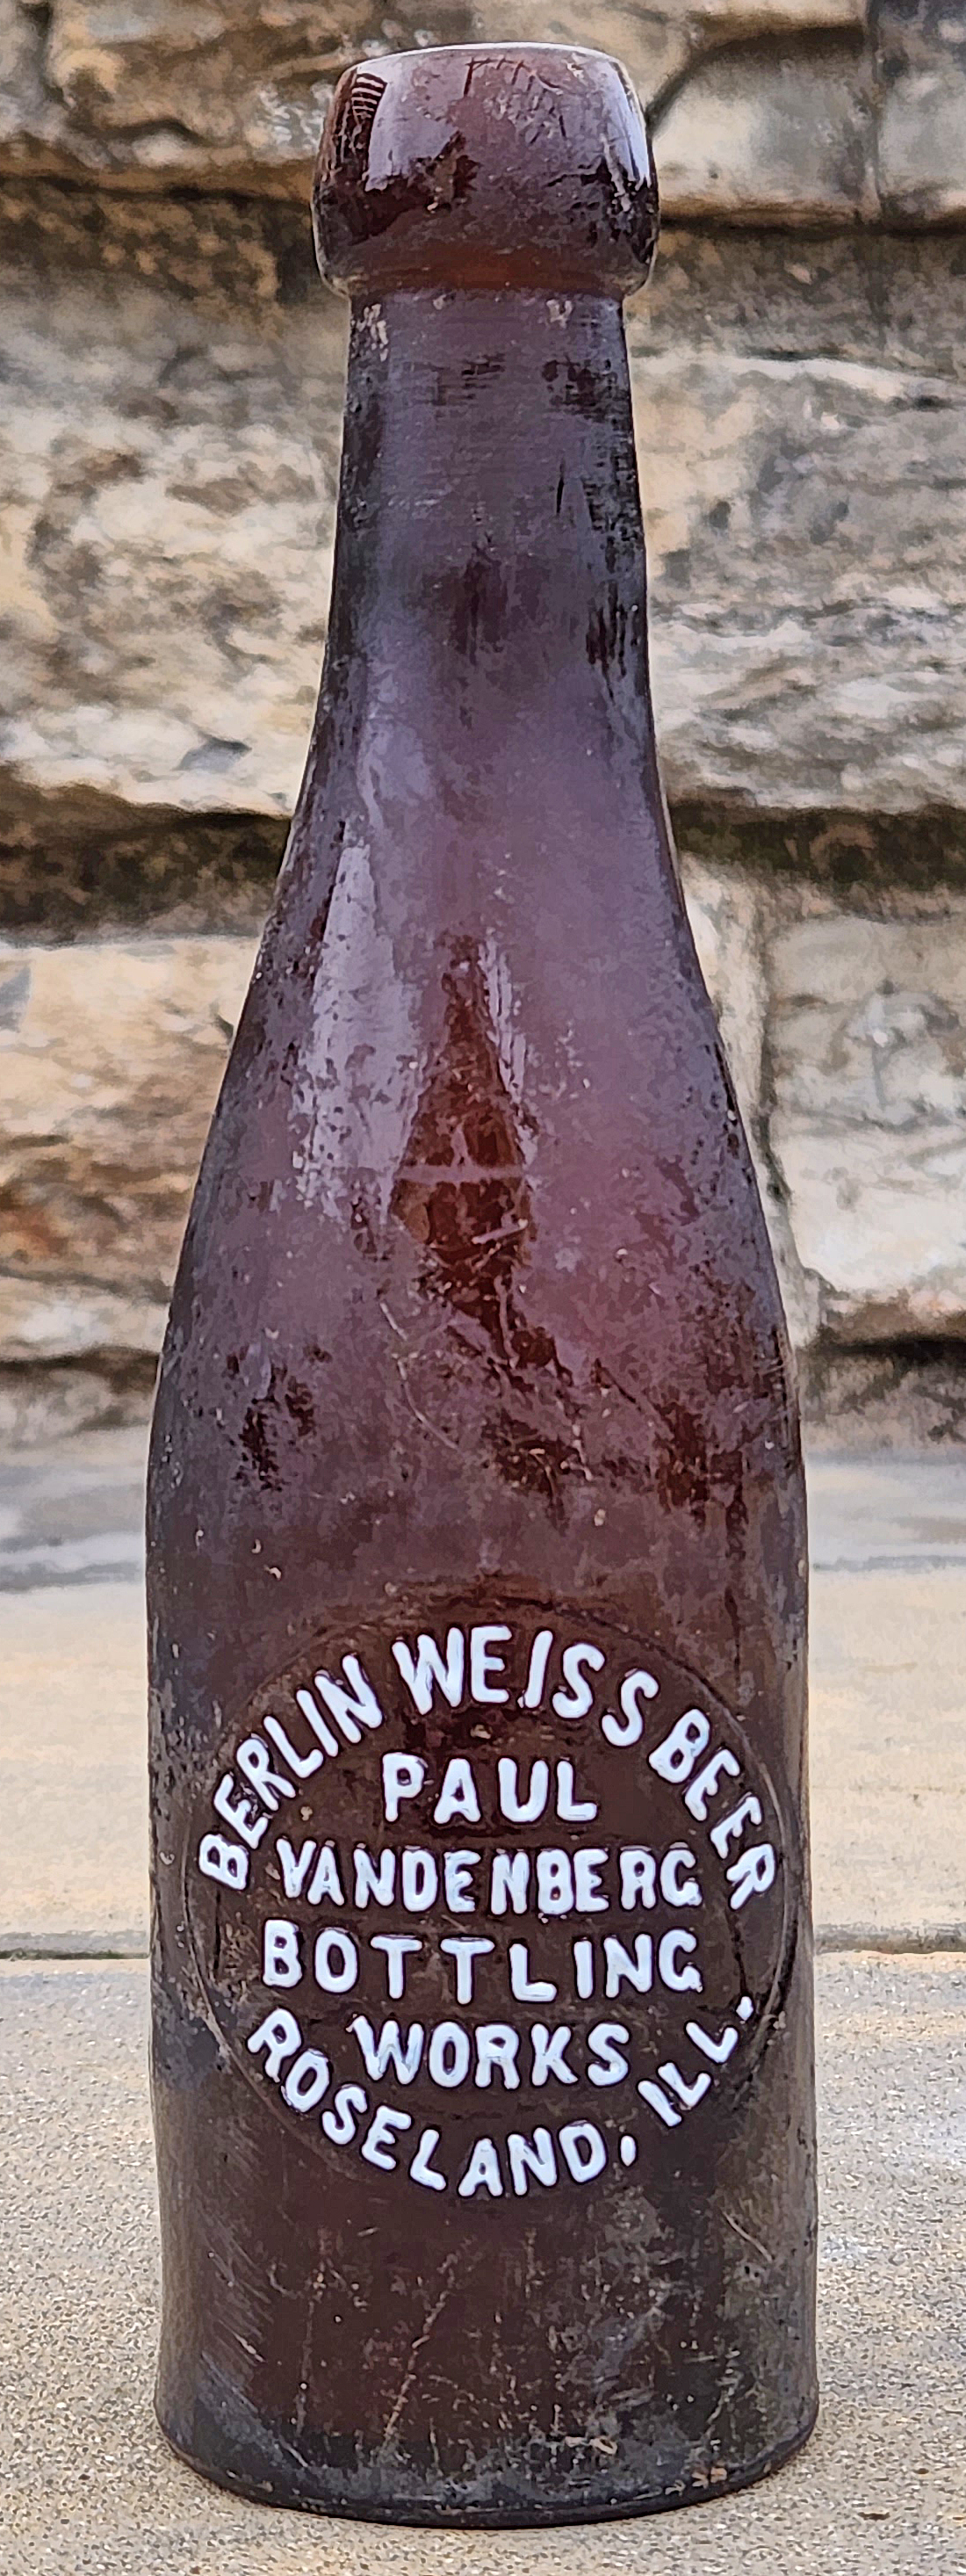 BERLIN WEISS BEER
PAUL
VANDENBERG
BOTTLING
WORKS
ROSELAND, ILL.